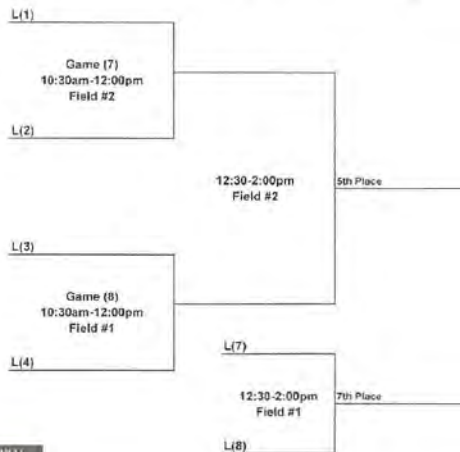 L(1)
Game (7)
10:30am-12:00pm
Field #2
L(2)
12:30-2:00pm
Field #2
5th Place
L(3)
Game (8)
10:30am-12:00pm
Field #1
L(4)
L(7)
12:30-2:00pm
Field #1
7th Place
L(8)